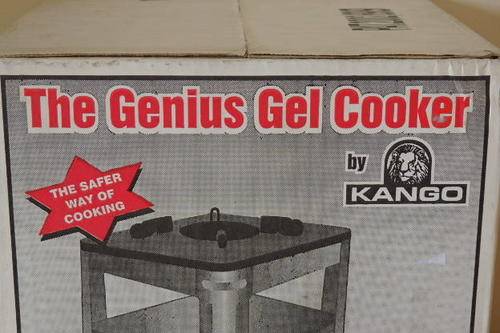 The Genius Gel Cooker
by
KANGO
THE SAFER
WAY OF
COOKING